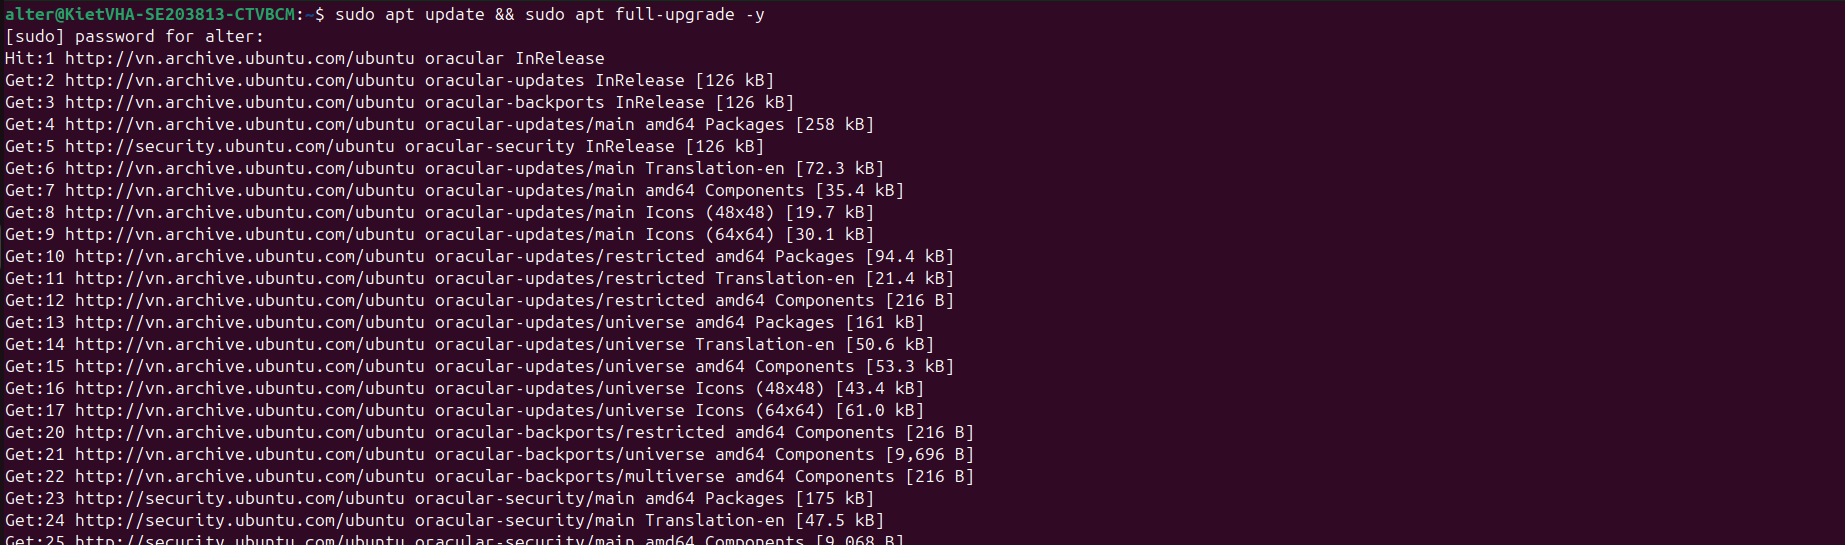 alter@KietVHA-SE203813-CTVBCM:~$ sudo apt update && sudo apt full-upgrade -y
[sudo] password for alter:
Hit:1 http://vn.archive.ubuntu.com/ubuntu oracular InRelease
Get:2 http://vn.archive.ubuntu.com/ubuntu oracular-updates InRelease [126 kB]
Get:3 http://vn.archive.ubuntu.com/ubuntu oracular-backports InRelease [126 kB]
Get:4 http://vn.archive.ubuntu.com/ubuntu oracular-updates/main amd64 Packages [258 kB]
Get:5 http://security.ubuntu.com/ubuntu oracular-security InRelease [126 kB]
Get:6 http://vn.archive.ubuntu.com/ubuntu oracular-updates/main Translation-en [72.3 kB]
Get:7 http://vn.archive.ubuntu.com/ubuntu oracular-updates/main amd64 Components [35.4 kB]
Get:8 http://vn.archive.ubuntu.com/ubuntu oracular-updates/main Icons (48x48) [19.7 kB]
Get:9 http://vn.archive.ubuntu.com/ubuntu oracular-updates/main Icons (64x64) [30.1 kB]
Get:10 http://vn.archive.ubuntu.com/ubuntu oracular-updates/restricted amd64 Packages [94.4 kB]
Get:11 http://vn.archive.ubuntu.com/ubuntu oracular-updates/restricted Translation-en [21.4 kB]
Get:12 http://vn.archive.ubuntu.com/ubuntu oracular-updates/restricted amd64 Components [216 B]
Get:13 http://vn.archive.ubuntu.com/ubuntu oracular-updates/universe amd64 Packages [161 kB]
Get:14 http://vn.archive.ubuntu.com/ubuntu oracular-updates/universe Translation-en [50.6 kB]
Get:15 http://vn.archive.ubuntu.com/ubuntu oracular-updates/universe amd64 Components [53.3 kB]
Get:16 http://vn.archive.ubuntu.com/ubuntu oracular-updates/universe Icons (48x48) [43.4 kB]
Get:17 http://vn.archive.ubuntu.com/ubuntu oracular-updates/universe Icons (64x64) [61.0 kB]
Get:20 http://vn.archive.ubuntu.com/ubuntu oracular-backports/restricted amd64 Components [216 B]
Get:21 http://vn.archive.ubuntu.com/ubuntu oracular-backports/universe amd64 Components [9,696 B]
Get:22 http://vn.archive.ubuntu.com/ubuntu oracular-backports/multiverse amd64 Components [216 B]
Get:23 http://security.ubuntu.com/ubuntu oracular-security/main amd64 Packages [175 kB]
Get:24 http://security.ubuntu.com/ubuntu oracular-security/main Translation-en [47.5 kB]
Get:25 http://security.ubuntu.com/ubuntu oracular-security/main amd64 Components [9,068 B]